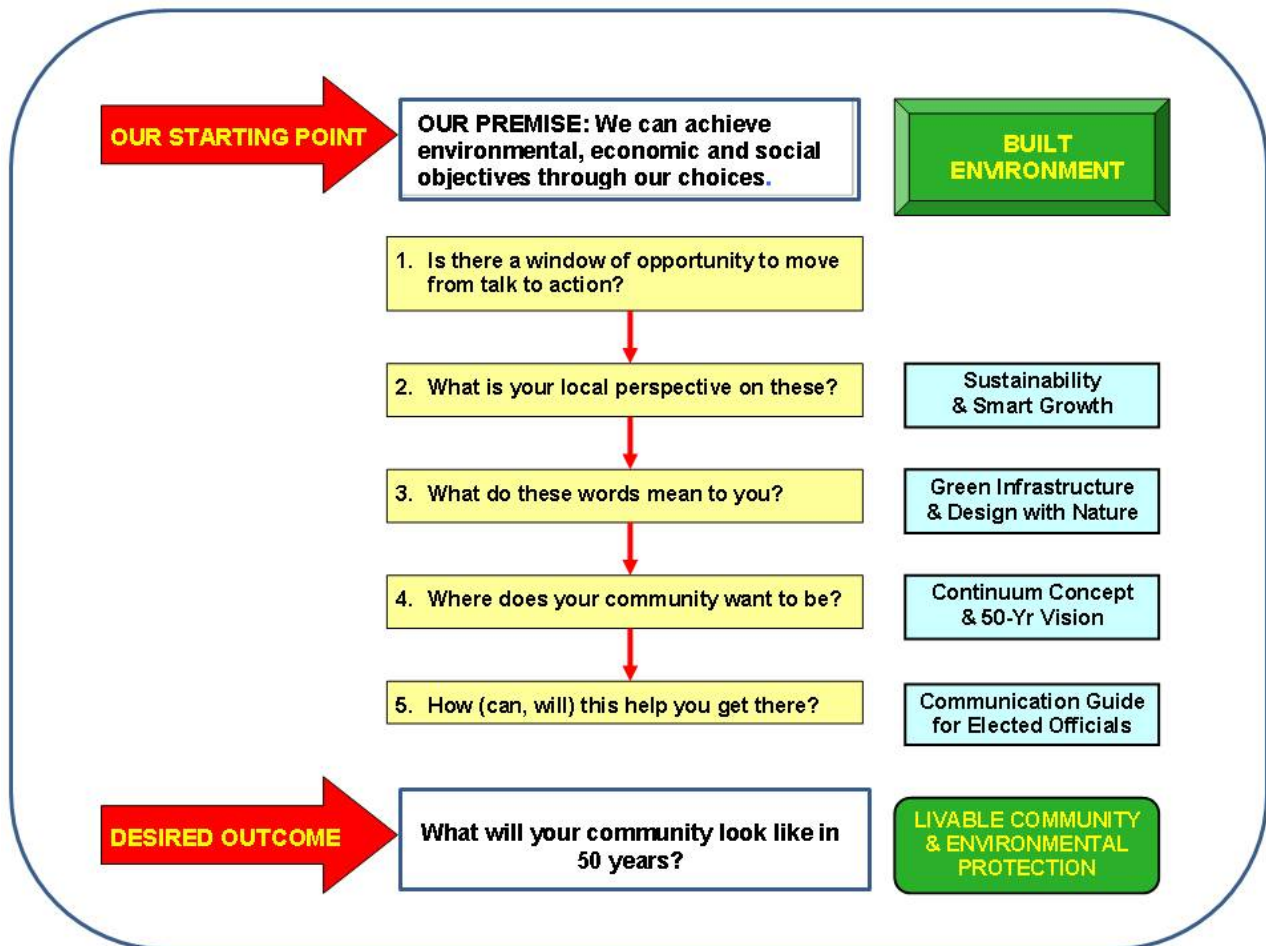 OUR STARTING POINT
OUR PREMISE: We can achieve
environmental, economic and social
objectives through our choices.
BUILT
ENVIRONMENT
1. Is there a window of opportunity to move
from talk to action?
2. What is your local perspective on these?
Sustainability
& Smart Growth
3. What do these words mean to you?
Green Infrastructure
& Design with Nature
4. Where does your community want to be?
Continuum Concept
& 50-Yr Vision
5. How (can, will) this help you get there?
Communication Guide
for Elected Officials
DESIRED OUTCOME
What will your community look like in
50 years?
LIVABLE COMMUNITY
& ENVIRONMENTAL
PROTECTION